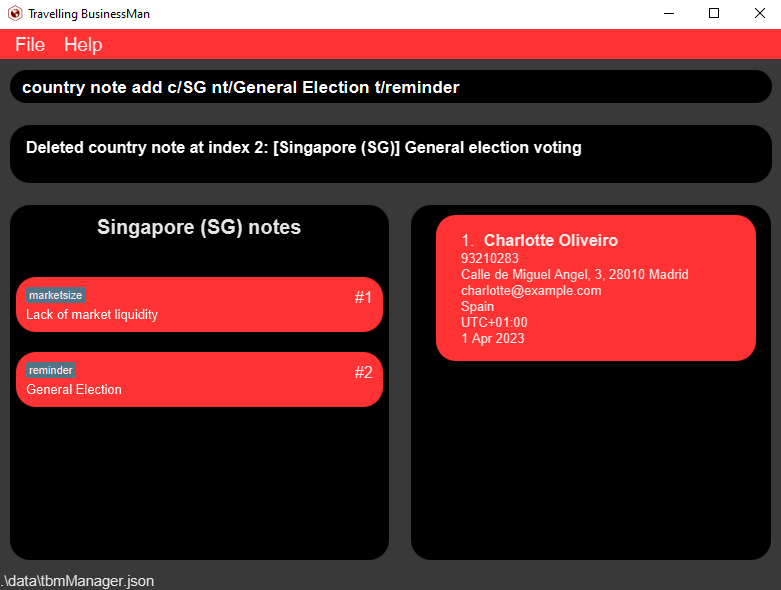 Travelling BusinessMan
File Help
country note add c/SG nt/General Election t/reminder
Deleted country note at index 2: [Singapore (SG)] General election voting
Singapore (SG) notes
marketsize #1
Lack of market liquidity
reminder #2
General Election
1. Charlotte Oliveiro
93210283
Calle de Miguel Angel, 3, 28010 Madrid
charlotte@example.com
Spain
UTC+01:00
1 Apr 2023
.\data\tbmManager.json